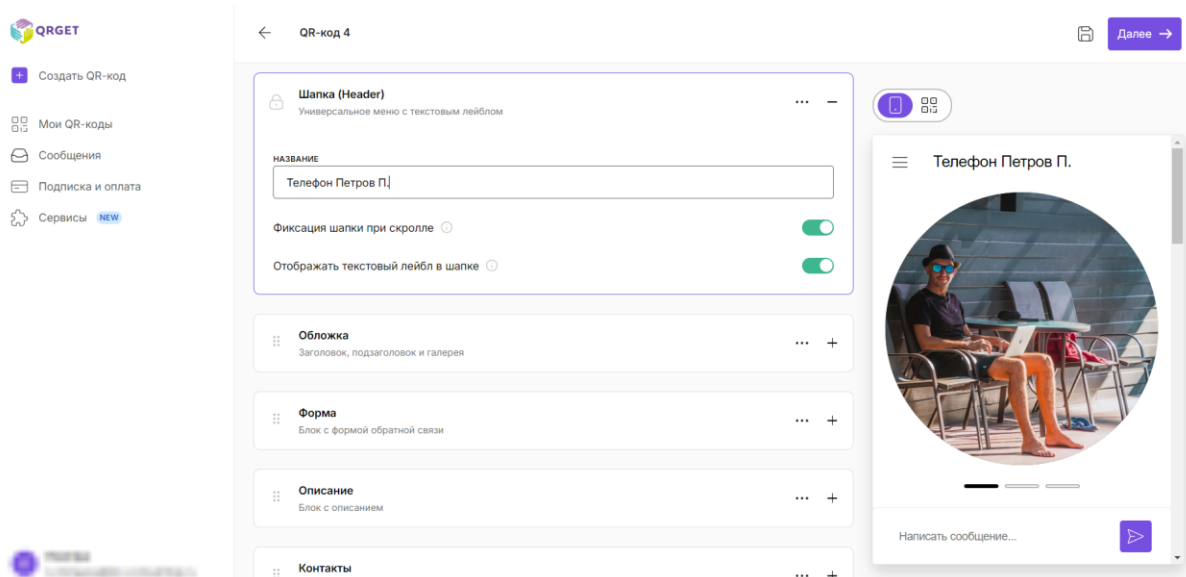 QRGET
Создать QR-код
Мои QR-коды
Сообщения
Подписка и оплата
Сервисы NEW
QR-код 4
Далее
Шапка (Header)
Универсальное меню с текстовым лейблом
НАЗВАНИЕ
Телефон Петров П.
Фиксация шапки при скролле
Отображать текстовый лейбл в шапке
Обложка
Заголовок, подзаголовок и галерея
Форма
Блок с формой обратной связи
Описание
Блок с описанием
Контакты
Телефон Петров П.
Написать сообщение...